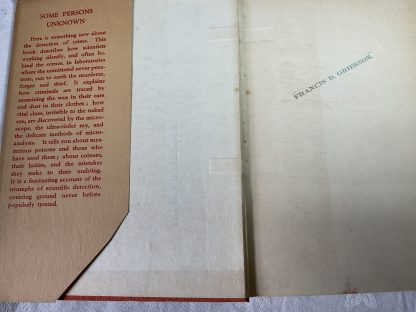 SOME PERSONS
UNKNOWN
Here is something new about
the detection of crime. This
book describes how scientists
working silently, and often be-
hind the scenes, in laboratories
where the uninitiated never pene-
trate, run to earth the murderer,
forger and thief. It explains
how criminals are traced by
examining the wax in their ears
and dust in their clothes; how
vital clues, invisible to the naked
eye, are discovered by the micro-
scope, the ultra-violet ray, and
the delicate methods of micro-
analysis. It tells you about mys-
terious poisons and those who
have used them; about coiners,
their habits, and the mistakes
they make to their undoing.
It is a fascinating account of the
triumphs of scientific detection,
covering ground never before
popularly treated.
FRANCIS D. GRIERSON.